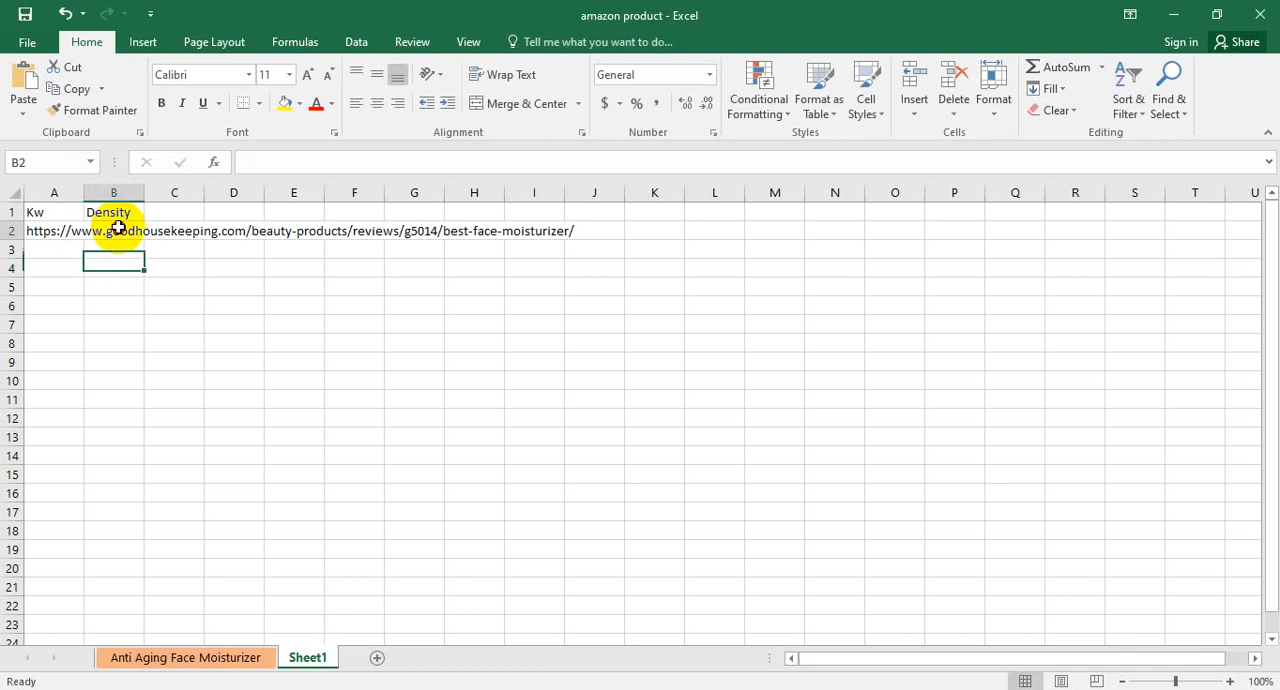 amazon product - Excel
File Home Insert Page Layout Formulas Data Review View Tell me what you want to do... Sign in Share
Paste
Cut
Copy
Format Painter
Clipboard
Calibri 11
B I U
Font
Wrap Text
Merge & Center
Alignment
General
$ % ,
Number
Conditional Formatting
Format as Table
Cell Styles
Styles
Insert Delete Format
Cells
AutoSum
Fill
Clear
Sort & Filter
Find & Select
Editing
B2 fx
A B C D E F G H I J K L M N O P Q R S T U
1 Kw Density
2 https://www.goodhousekeeping.com/beauty-products/reviews/g5014/best-face-moisturizer/
3
4
5
6
7
8
9
10
11
12
13
14
15
16
17
18
19
20
21
22
23
24
Anti Aging Face Moisturizer Sheet1
Ready 100%